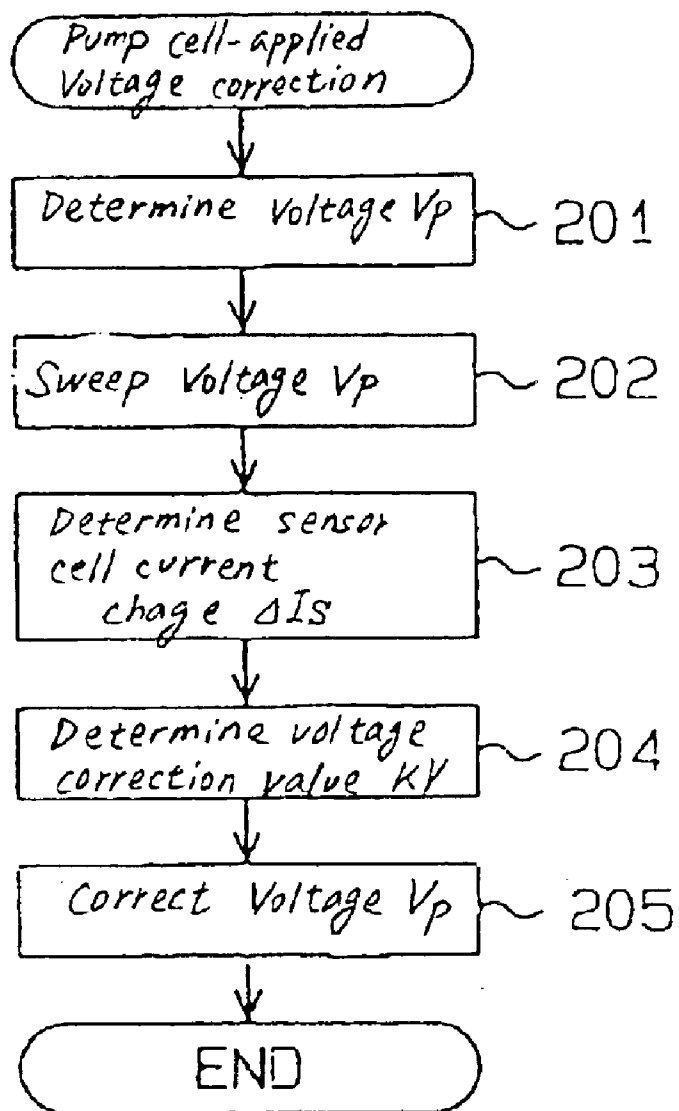 Pump cell-applied
Voltage correction
Determine Voltage Vp
201
Sweep Voltage Vp
202
Determine sensor
cell current
chage ΔIs
203
Determine voltage
correction value KV
204
Correct Voltage Vp
205
END